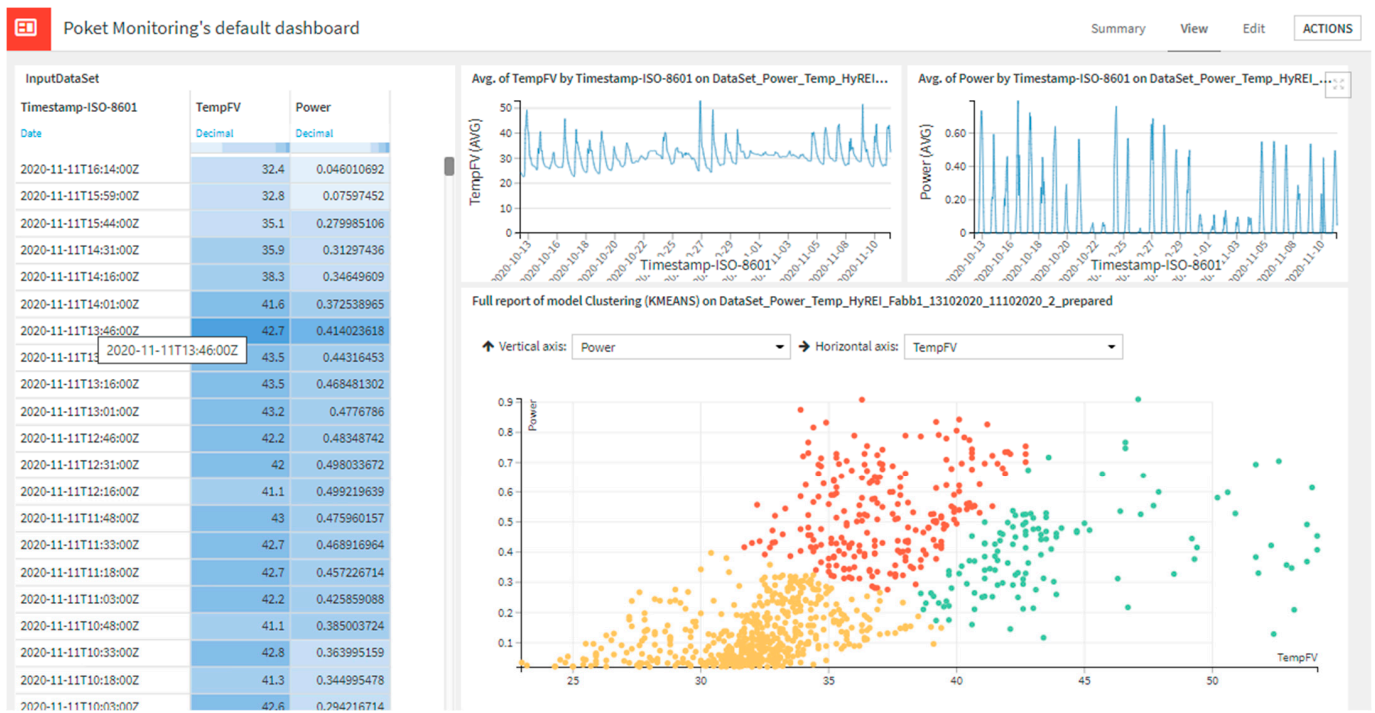 Poket Monitoring's default dashboard
Summary View Edit ACTIONS
InputDataSet
Timestamp-ISO-8601 TempFV Power
Date Decimal Decimal
2020-11-11T16:14:00Z 32.4 0.046010692
2020-11-11T15:59:00Z 32.8 0.07597452
2020-11-11T15:44:00Z 35.1 0.279985106
2020-11-11T14:31:00Z 35.9 0.31297436
2020-11-11T14:16:00Z 38.3 0.34649609
2020-11-11T14:01:00Z 41.6 0.372538965
2020-11-11T13:46:00Z 42.7 0.414023618
2020-11-11T13:46:00Z
2020-11-11T13 43.5 0.44316453
2020-11-11T13:16:00Z 43.5 0.468481302
2020-11-11T13:01:00Z 43.2 0.4776786
2020-11-11T12:46:00Z 42.2 0.48348742
2020-11-11T12:31:00Z 42 0.498033672
2020-11-11T12:16:00Z 41.1 0.499219639
2020-11-11T11:48:00Z 43 0.475960157
2020-11-11T11:33:00Z 42.7 0.468916964
2020-11-11T11:18:00Z 42.7 0.457226714
2020-11-11T11:03:00Z 42.2 0.425859088
2020-11-11T10:48:00Z 41.1 0.385003724
2020-11-11T10:33:00Z 42.8 0.363995159
2020-11-11T10:18:00Z 41.3 0.344995478
2020-11-11T10:03:00Z 42.6 0.294216714
Avg. of TempFV by Timestamp-ISO-8601 on DataSet_Power_Temp_HyREI...
TempFV (AVG)
50
40
30
20
10
0
Timestamp-ISO-8601
Avg. of Power by Timestamp-ISO-8601 on DataSet_Power_Temp_HyREI_...
Power (AVG)
0.60
0.40
0.20
0
Timestamp-ISO-8601
Full report of model Clustering (KMEANS) on DataSet_Power_Temp_HyREI_Fabb1_13102020_11102020_2_prepared
Vertical axis: Power Horizontal axis: TempFV
Power
0.9
0.8
0.7
0.6
0.5
0.4
0.3
0.2
0.1
TempFV
25 30 35 40 45 50